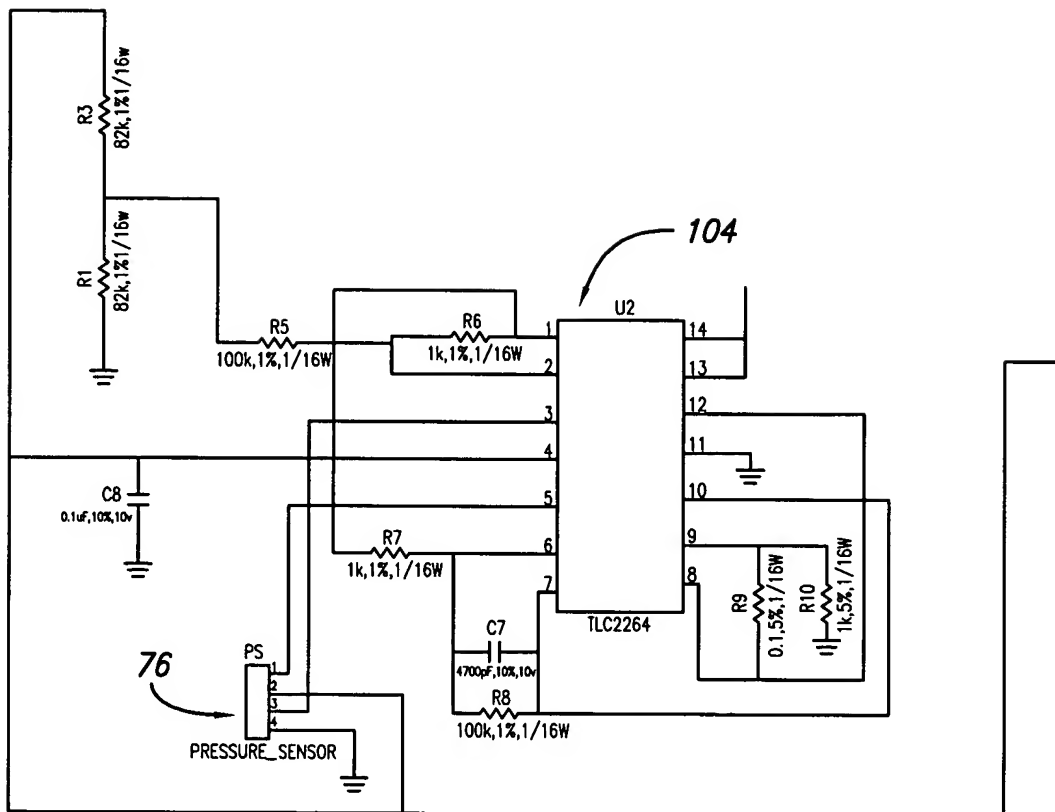 R3
82k,1%1/16w
R1
82k,1%1/16w
104
U2
R5
100k,1%,1/16W
R6
1k,1%,1/16W
1
2
3
4
5
6
7
14
13
12
11
10
9
8
TLC2264
C8
0.1uF,10%,10v
R7
1k,1%,1/16W
C7
4700pF,10%,10v
R8
100k,1%,1/16W
R9
0.1,5%,1/16W
R10
1k,5%,1/16W
76
PS
1
2
3
4
PRESSURE_SENSOR